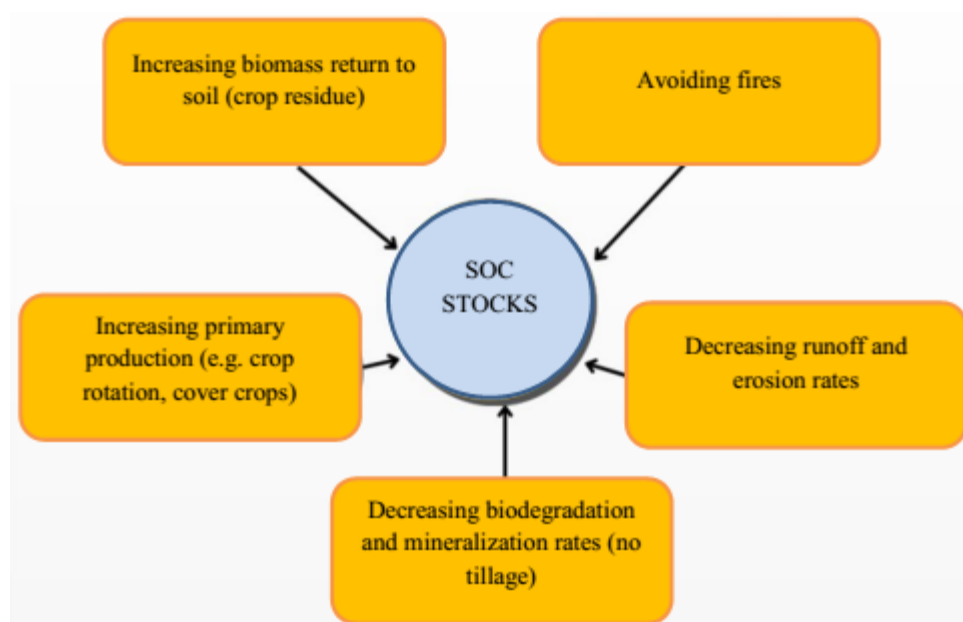 Increasing biomass return to
soil (crop residue)
Avoiding fires
SOC
STOCKS
Increasing primary
production (e.g. crop
rotation, cover crops)
Decreasing runoff and
erosion rates
Decreasing biodegradation
and mineralization rates (no
tillage)